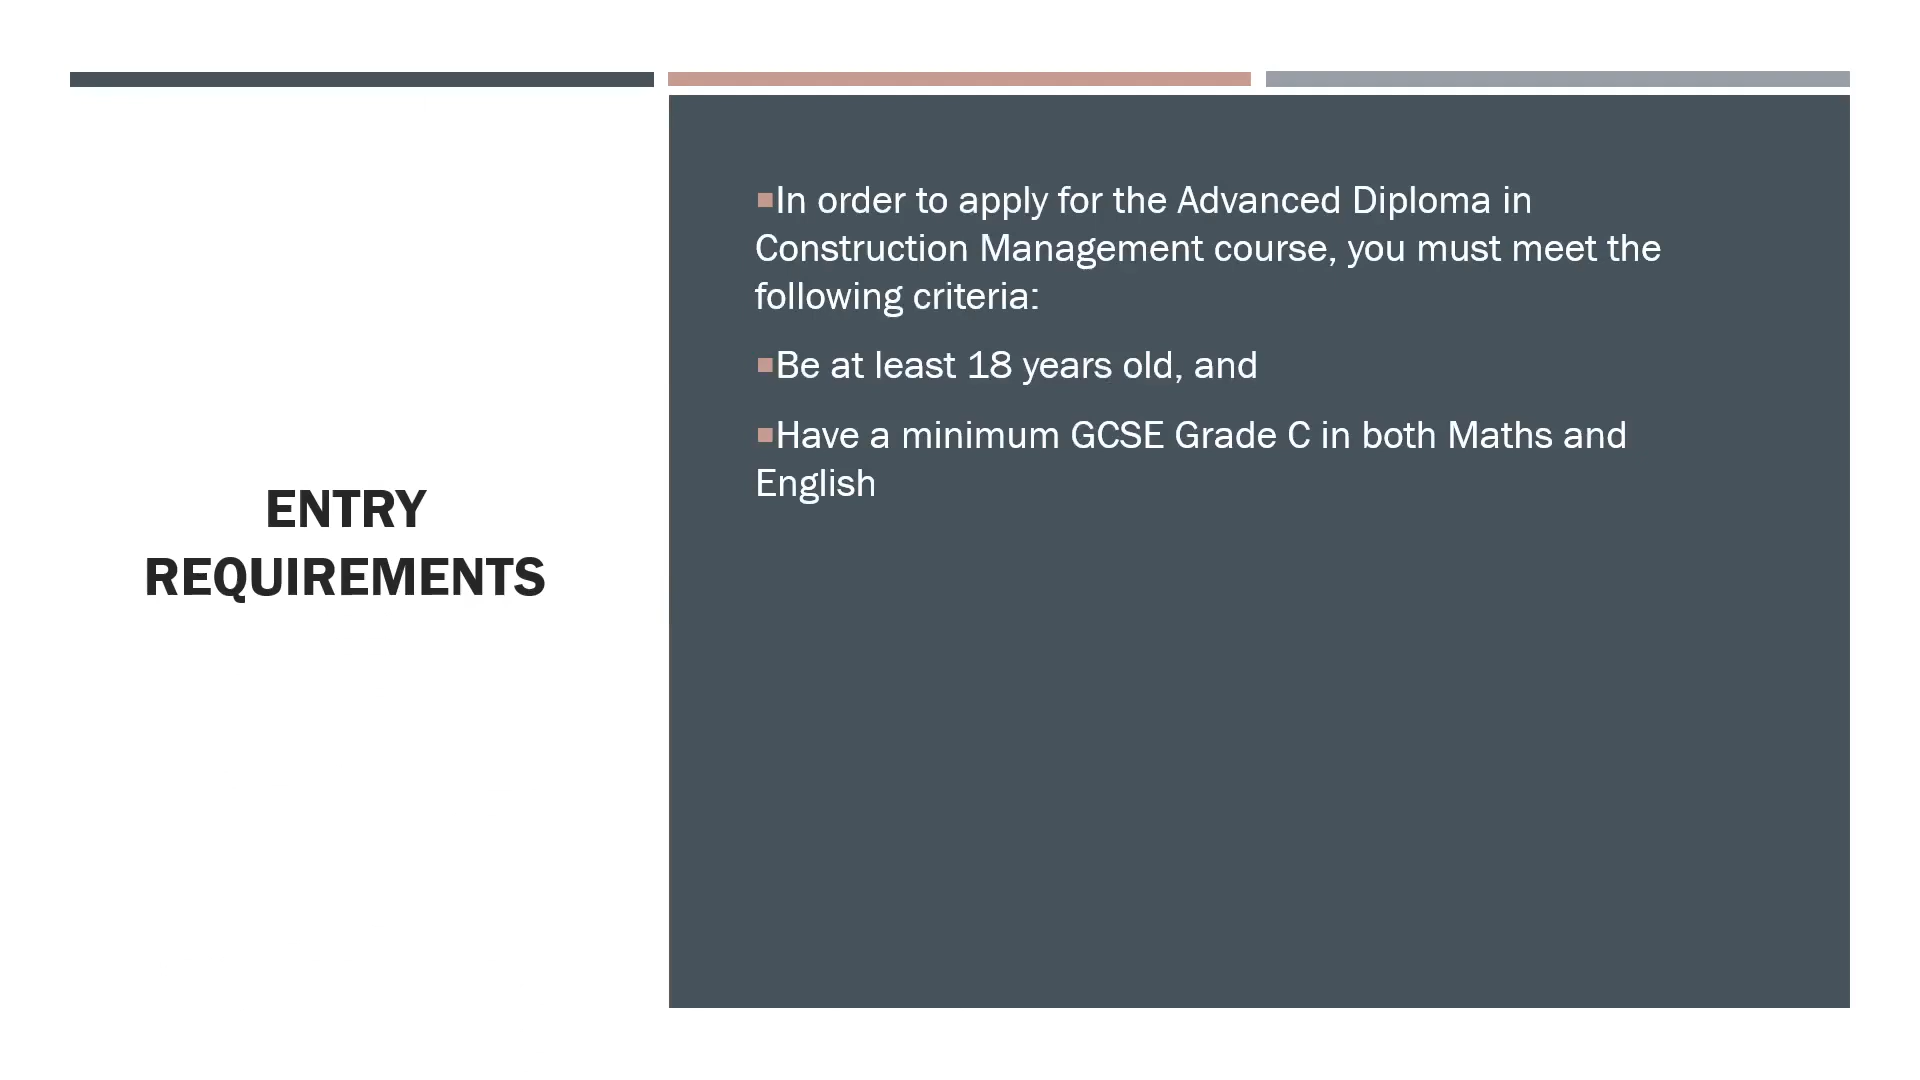 ENTRY
REQUIREMENTS
In order to apply for the Advanced Diploma in
Construction Management course, you must meet the
following criteria:
Be at least 18 years old, and
Have a minimum GCSE Grade C in both Maths and
English